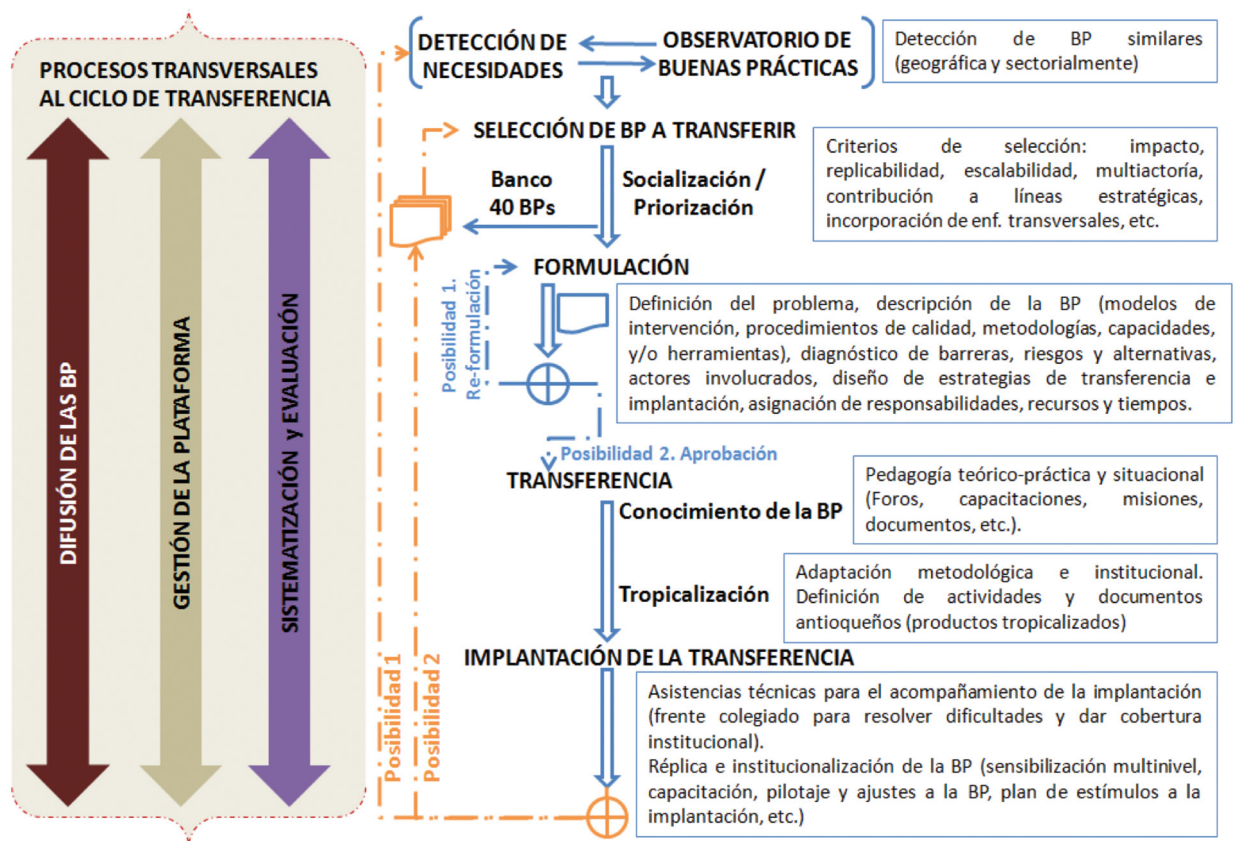 PROCESOS TRANSVERSALES
AL CICLO DE TRANSFERENCIA
DIFUSIÓN DE LAS BP
GESTIÓN DE LA PLATAFORMA
SISTEMATIZACIÓN y EVALUACIÓN
DETECCIÓN DE
NECESIDADES
OBSERVATORIO DE
BUENAS PRÁCTICAS
Detección de BP similares
(geográfica y sectorialmente)
SELECCIÓN DE BP A TRANSFERIR
Banco
40 BPs
Socialización /
Priorización
Criterios de selección: impacto,
replicabilidad, escalabilidad, multiactoría,
contribución a líneas estratégicas,
incorporación de enf. transversales, etc.
FORMULACIÓN
Posibilidad 1.
Re-formulación
Definición del problema, descripción de la BP (modelos de
intervención, procedimientos de calidad, metodologías, capacidades,
y/o herramientas), diagnóstico de barreras, riesgos y alternativas,
actores involucrados, diseño de estrategias de transferencia e
implantación, asignación de responsabilidades, recursos y tiempos.
Posibilidad 2. Aprobación
TRANSFERENCIA
Conocimiento de la BP
Pedagogía teórico-práctica y situacional
(Foros, capacitaciones, misiones,
documentos, etc.).
Tropicalización
Adaptación metodológica e institucional.
Definición de actividades y documentos
antioqueños (productos tropicalizados)
IMPLANTACIÓN DE LA TRANSFERENCIA
Posibilidad 1
Posibilidad 2
Asistencias técnicas para el acompañamiento de la implantación
(frente colegiado para resolver dificultades y dar cobertura
institucional).
Réplica e institucionalización de la BP (sensibilización multinivel,
capacitación, pilotaje y ajustes a la BP, plan de estímulos a la
implantación, etc.)